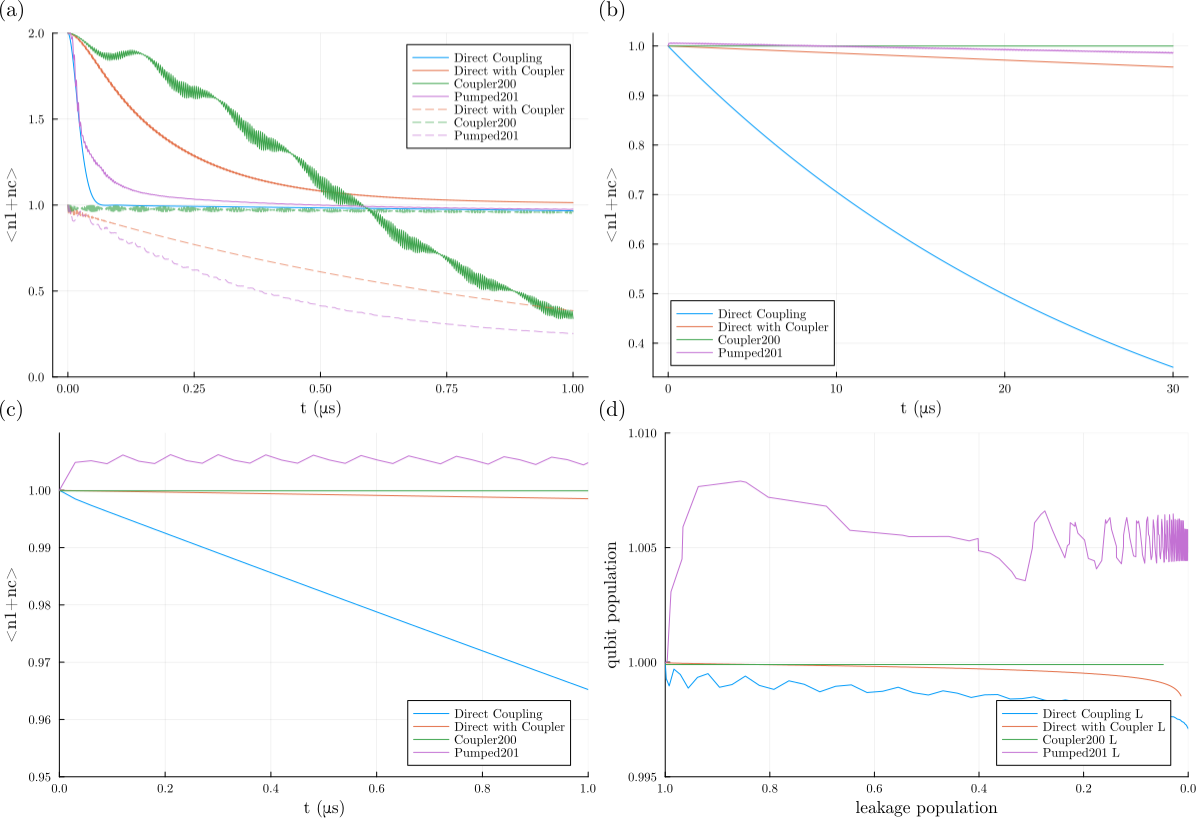 (a)
<n1+nc>
2.0
1.5
1.0
0.5
0.0
0.00
0.25
0.50
0.75
1.00
t (μs)
Direct Coupling
Direct with Coupler
Coupler200
Pumped201
Direct with Coupler
Coupler200
Pumped201
(b)
<n1+nc>
1.0
0.9
0.8
0.7
0.6
0.5
0.4
0
10
20
30
t (μs)
Direct Coupling
Direct with Coupler
Coupler200
Pumped201
(c)
<n1+nc>
1.00
0.99
0.98
0.97
0.96
0.95
0.0
0.2
0.4
0.6
0.8
1.0
t (μs)
Direct Coupling
Direct with Coupler
Coupler200
Pumped201
(d)
qubit population
1.010
1.005
1.000
0.995
1.0
0.8
0.6
0.4
0.2
0.0
leakage population
Direct Coupling L
Direct with Coupler L
Coupler200 L
Pumped201 L